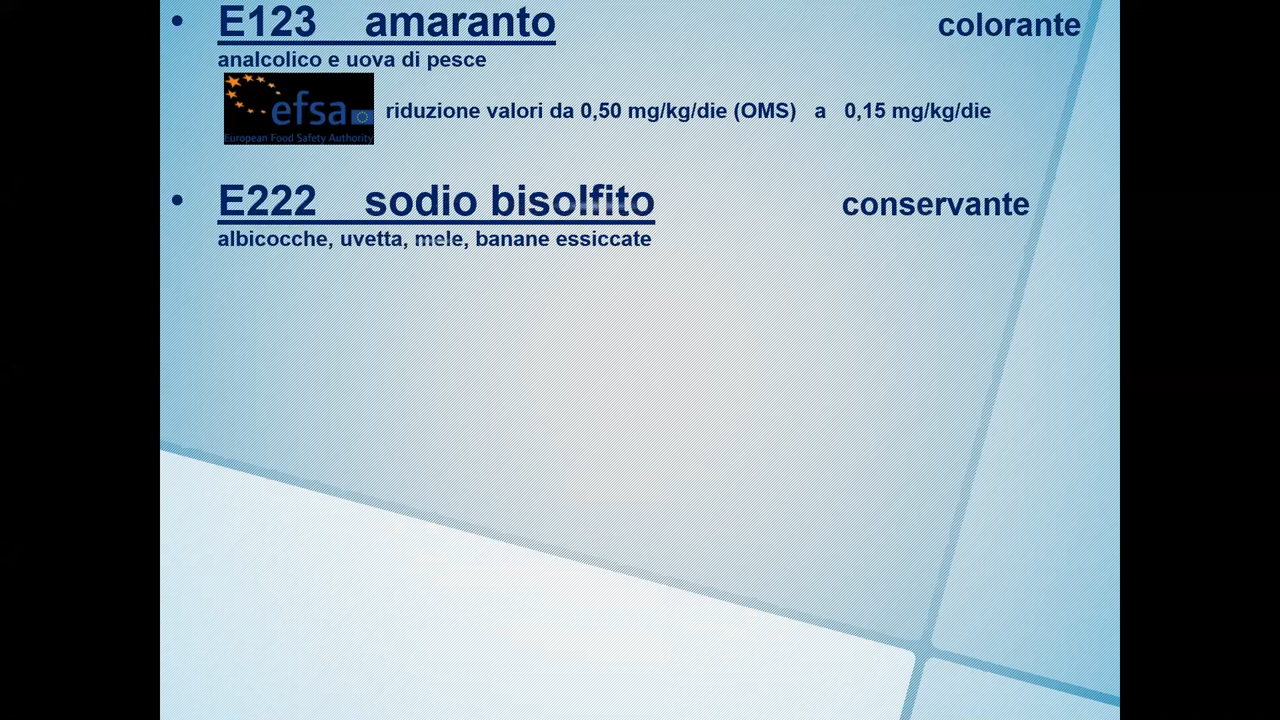 • E123 amaranto colorante
analcolico e uova di pesce
efsa
European Food Safety Authority
riduzione valori da 0,50 mg/kg/die (OMS) a 0,15 mg/kg/die
• E222 sodio bisolfito conservante
albicocche, uvetta, mele, banane essiccate